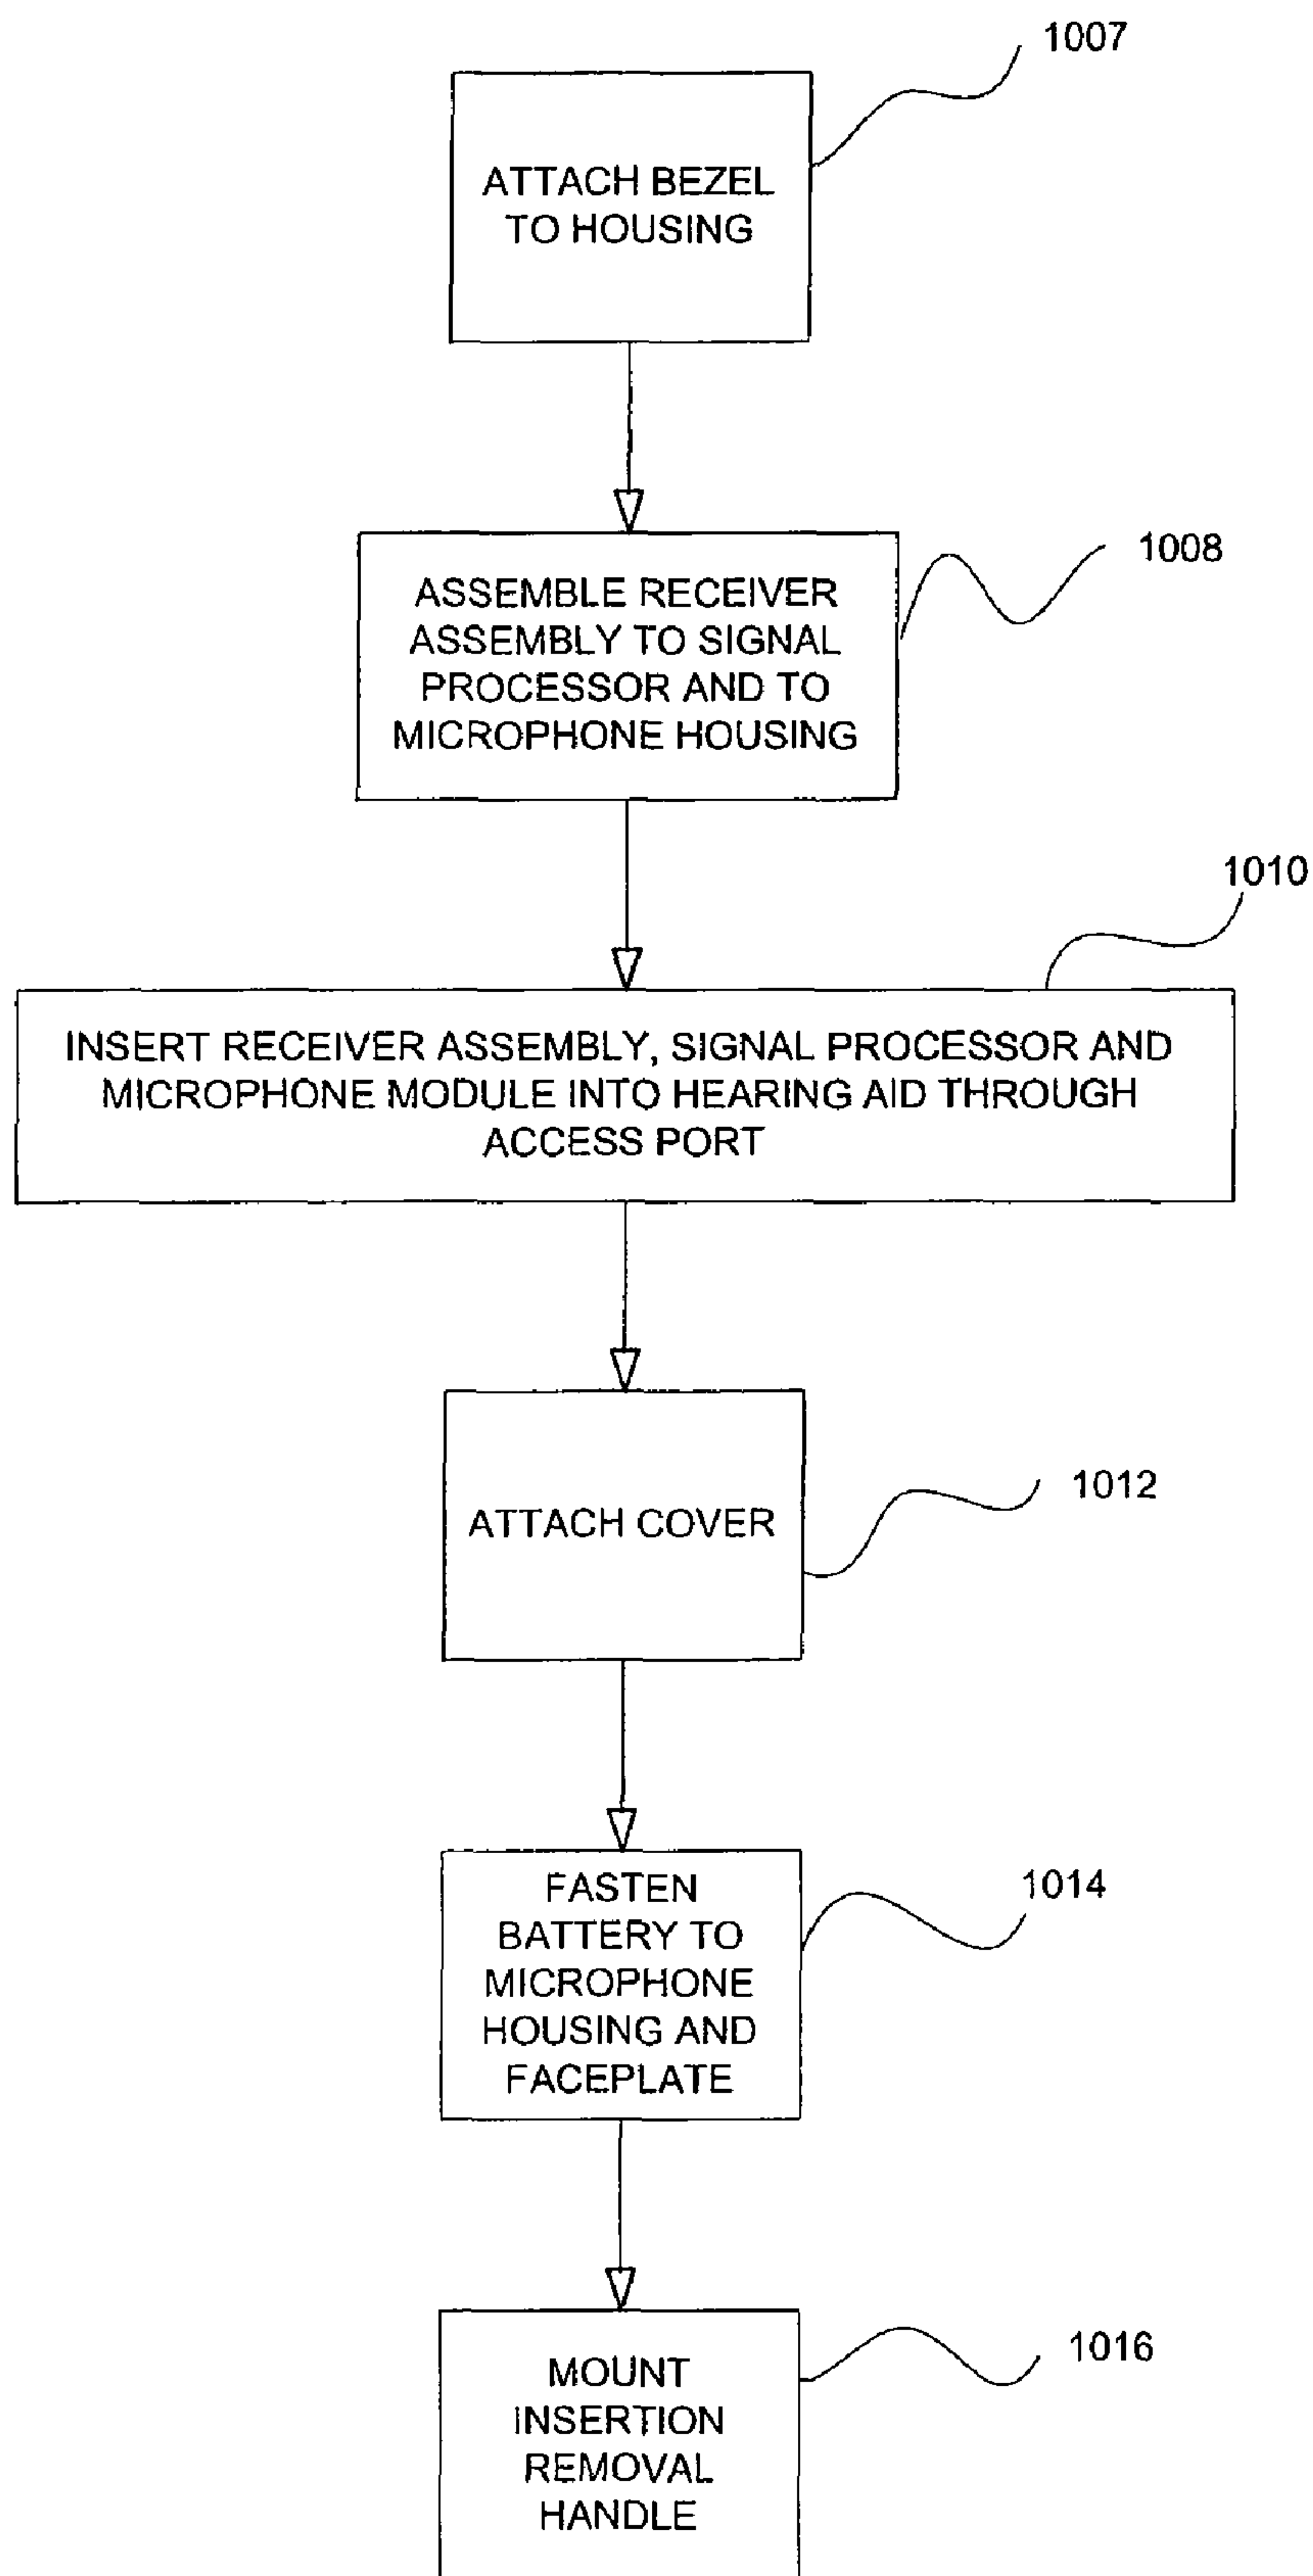 1007
ATTACH BEZEL
TO HOUSING
1008
ASSEMBLE RECEIVER
ASSEMBLY TO SIGNAL
PROCESSOR AND TO
MICROPHONE HOUSING
1010
INSERT RECEIVER ASSEMBLY, SIGNAL PROCESSOR AND
MICROPHONE MODULE INTO HEARING AID THROUGH
ACCESS PORT
1012
ATTACH COVER
1014
FASTEN
BATTERY TO
MICROPHONE
HOUSING AND
FACEPLATE
1016
MOUNT
INSERTION
REMOVAL
HANDLE